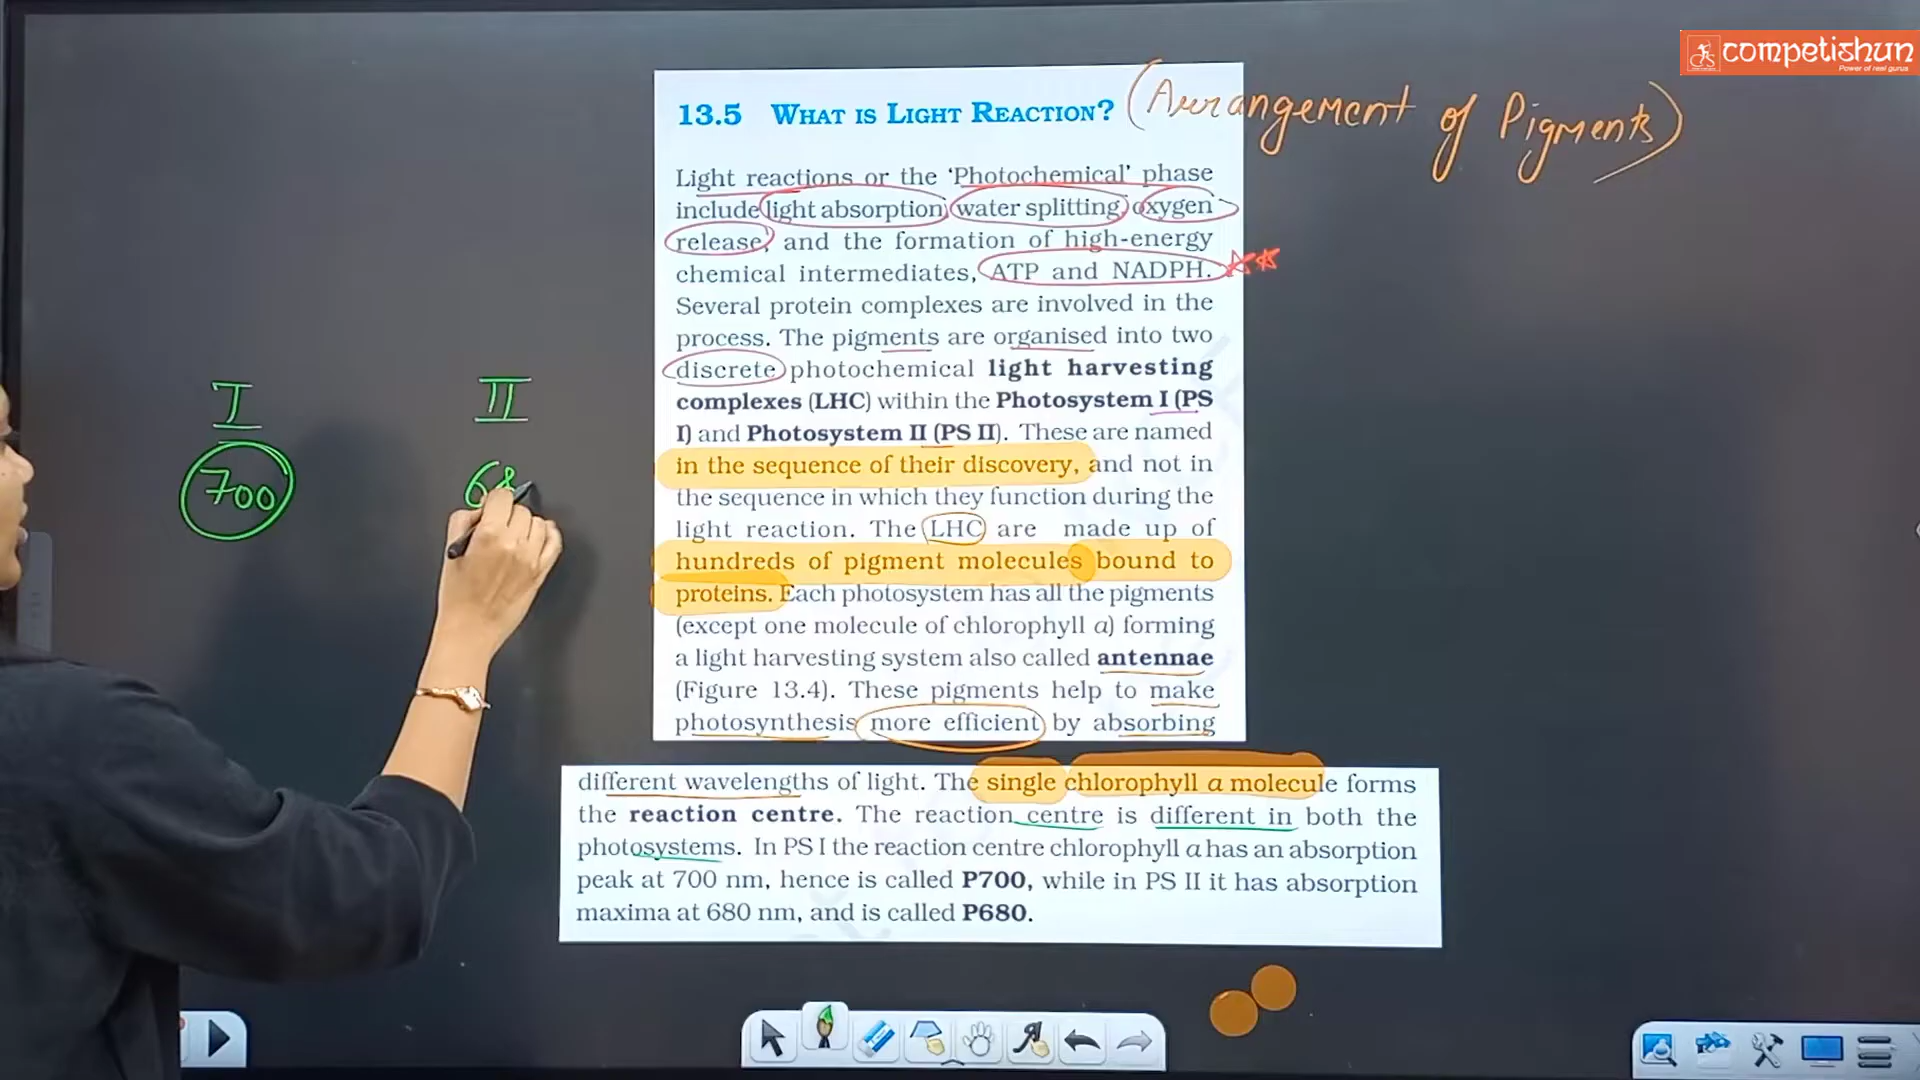 competishun
Power of real gurus
13.5 WHAT IS LIGHT REACTION? (Arrangement of Pigments)
Light reactions or the ‘Photochemical’ phase
include light absorption, water splitting, oxygen
release, and the formation of high-energy
chemical intermediates, ATP and NADPH.
Several protein complexes are involved in the
process. The pigments are organised into two
discrete photochemical light harvesting
complexes (LHC) within the Photosystem I (PS
I) and Photosystem II (PS II). These are named
in the sequence of their discovery, and not in
the sequence in which they function during the
light reaction. The LHC are made up of
hundreds of pigment molecules bound to
proteins. Each photosystem has all the pigments
(except one molecule of chlorophyll a) forming
a light harvesting system also called antennae
(Figure 13.4). These pigments help to make
photosynthesis more efficient by absorbing
different wavelengths of light. The single chlorophyll a molecule forms
the reaction centre. The reaction centre is different in both the
photosystems. In PS I the reaction centre chlorophyll a has an absorption
peak at 700 nm, hence is called P700, while in PS II it has absorption
maxima at 680 nm, and is called P680.
I II
700 68